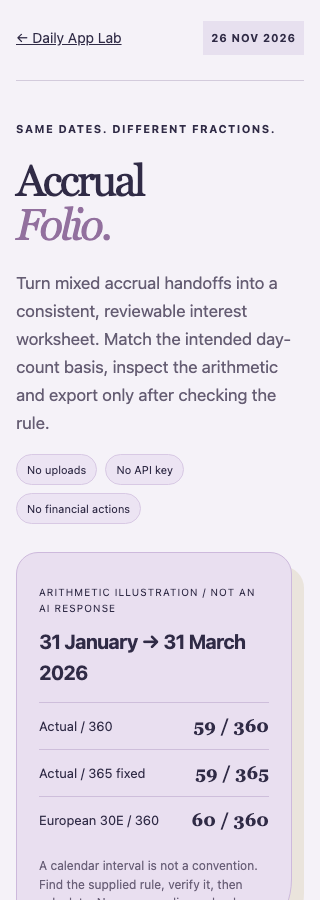 ← Daily App Lab
26 NOV 2026
SAME DATES. DIFFERENT FRACTIONS.
Accrual
Folio.
Turn mixed accrual handoffs into a
consistent, reviewable interest
worksheet. Match the intended day-
count basis, inspect the arithmetic
and export only after checking the
rule.
No uploads
No API key
No financial actions
ARITHMETIC ILLUSTRATION / NOT AN
AI RESPONSE
31 January → 31 March
2026
Actual / 360
59 / 360
Actual / 365 fixed
59 / 365
European 30E / 360
60 / 360
A calendar interval is not a convention.
Find the supplied rule, verify it, then